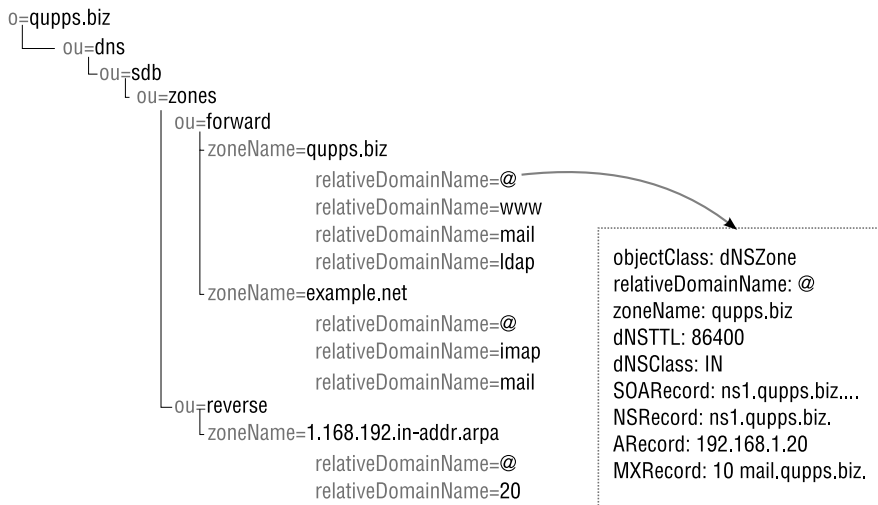 o=qupps.biz
ou=dns
ou=sdb
ou=zones
ou=forward
zoneName=qupps.biz
relativeDomainName=@
relativeDomainName=www
relativeDomainName=mail
relativeDomainName=ldap
zoneName=example.net
relativeDomainName=@
relativeDomainName=imap
relativeDomainName=mail
ou=reverse
zoneName=1.168.192.in-addr.arpa
relativeDomainName=@
relativeDomainName=20
objectClass: dNSZone
relativeDomainName: @
zoneName: qupps.biz
dNSTTL: 86400
dNSClass: IN
SOARecord: ns1.qupps.biz....
NSRecord: ns1.qupps.biz.
ARecord: 192.168.1.20
MXRecord: 10 mail.qupps.biz.